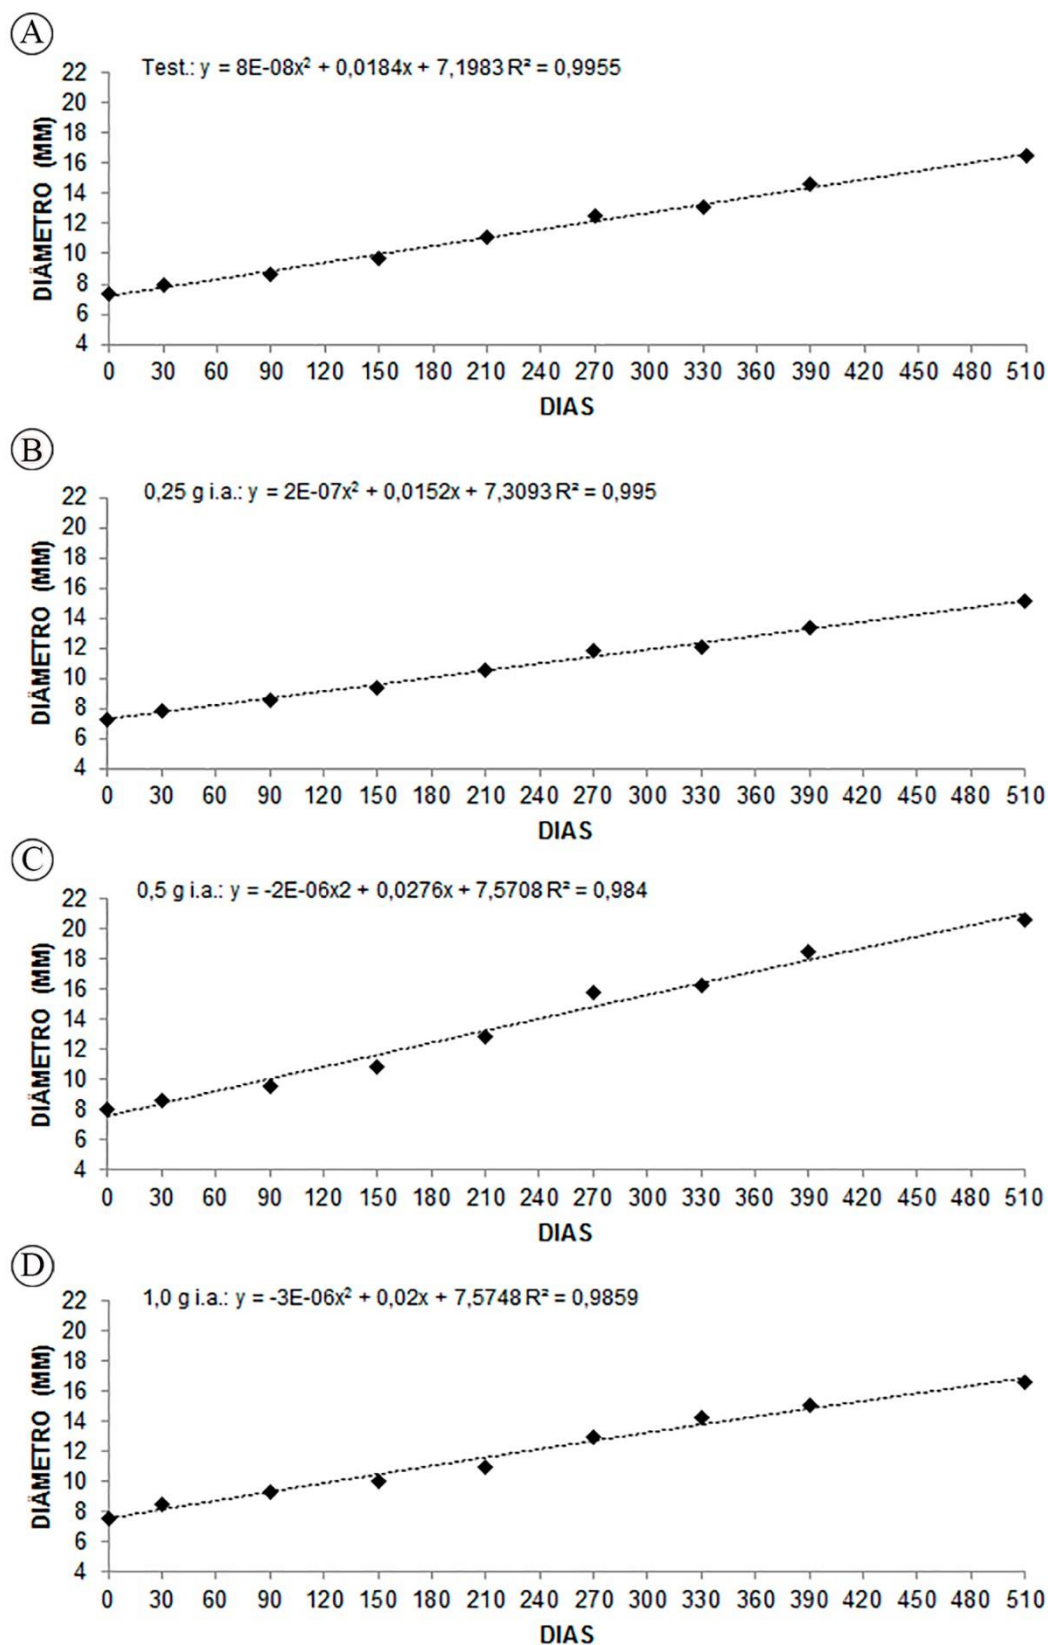 A
Test.: y = 8E-08x² + 0,0184x + 7,1983 R² = 0,9955
22
20
18
16
14
12
10
8
6
4
DIÄMETRO (MM)
0 30 60 90 120 150 180 210 240 270 300 330 360 390 420 450 480 510
DIAS
B
0,25 g i.a.: y = 2E-07x² + 0,0152x + 7,3093 R² = 0,995
22
20
18
16
14
12
10
8
6
4
DIÄMETRO (MM)
0 30 60 90 120 150 180 210 240 270 300 330 360 390 420 450 480 510
DIAS
C
0,5 g i.a.: y = -2E-06x2 + 0,0276x + 7,5708 R² = 0,984
22
20
18
16
14
12
10
8
6
4
DIÄMETRO (MM)
0 30 60 90 120 150 180 210 240 270 300 330 360 390 420 450 480 510
DIAS
D
1,0 g i.a.: y = -3E-06x² + 0,02x + 7,5748 R² = 0,9859
22
20
18
16
14
12
10
8
6
4
DIÄMETRO (MM)
0 30 60 90 120 150 180 210 240 270 300 330 360 390 420 450 480 510
DIAS